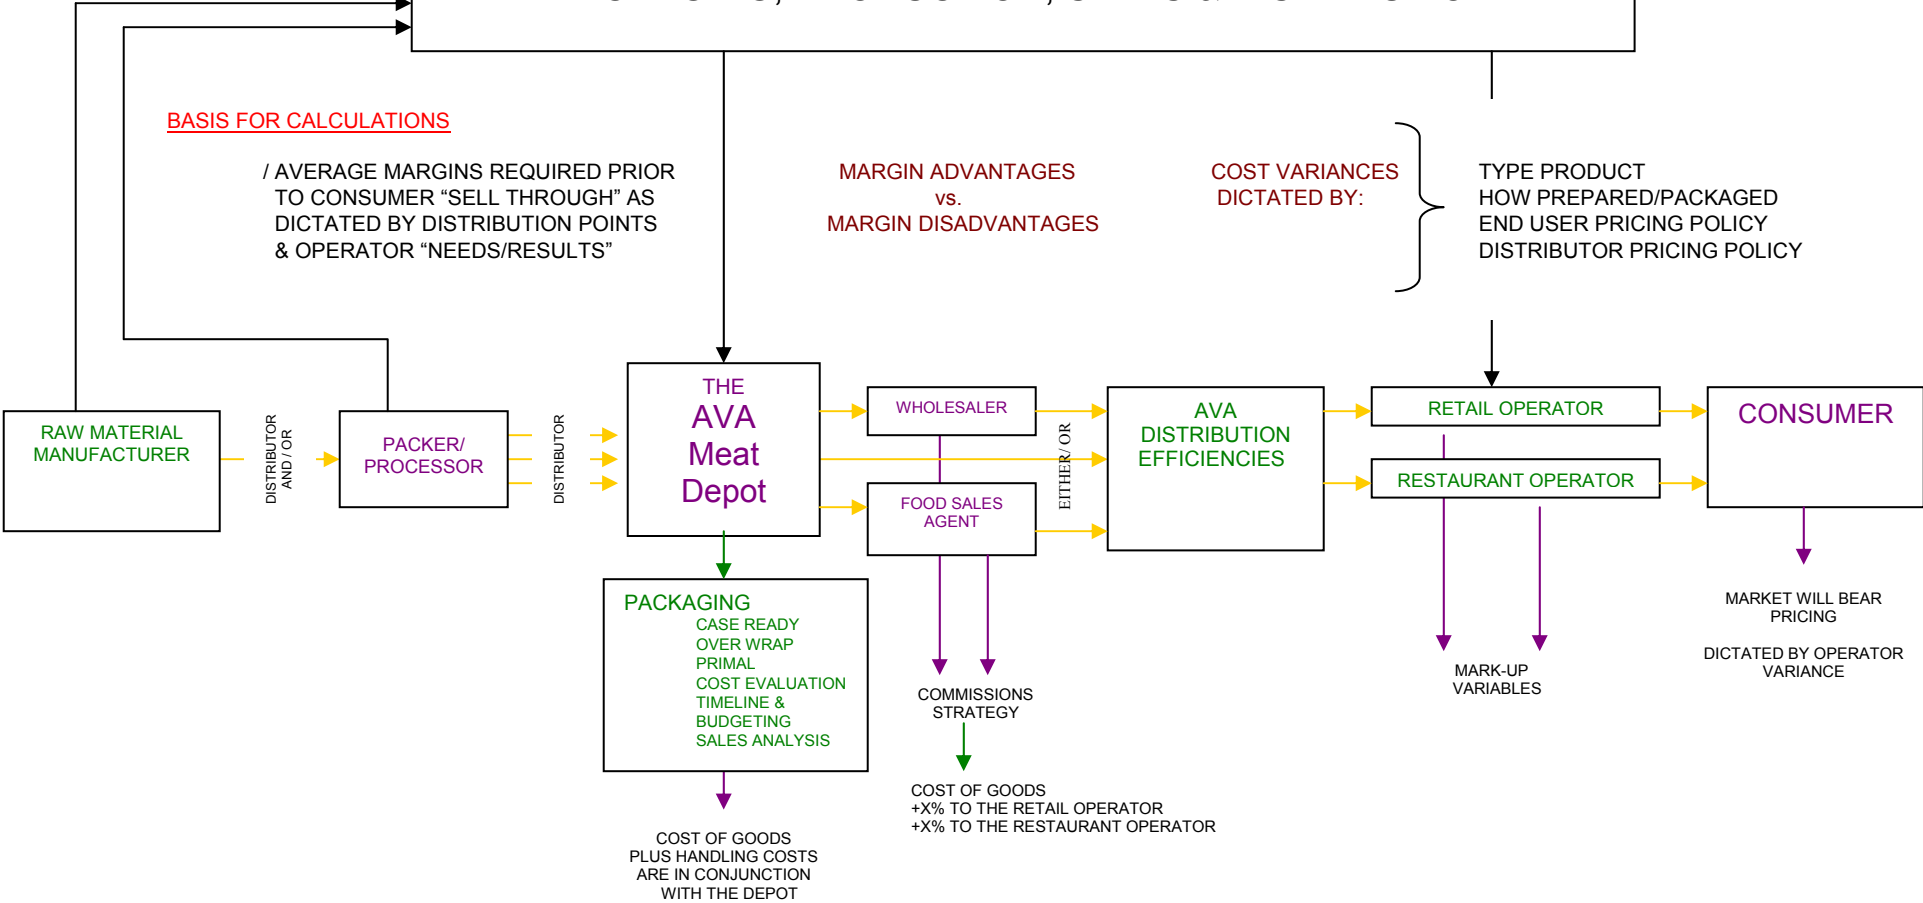 BASIS FOR CALCULATIONS
/ AVERAGE MARGINS REQUIRED PRIOR
TO CONSUMER “SELL THROUGH” AS
DICTATED BY DISTRIBUTION POINTS
& OPERATOR “NEEDS/RESULTS”
MARGIN ADVANTAGES
vs.
MARGIN DISADVANTAGES
COST VARIANCES
DICTATED BY:
TYPE PRODUCT
HOW PREPARED/PACKAGED
END USER PRICING POLICY
DISTRIBUTOR PRICING POLICY
RAW MATERIAL
MANUFACTURER
DISTRIBUTOR
AND / OR
PACKER/
PROCESSOR
DISTRIBUTOR
THE
AVA
Meat
Depot
WHOLESALER
FOOD SALES
AGENT
EITHER/ OR
AVA
DISTRIBUTION
EFFICIENCIES
RETAIL OPERATOR
RESTAURANT OPERATOR
CONSUMER
PACKAGING
CASE READY
OVER WRAP
PRIMAL
COST EVALUATION
TIMELINE &
BUDGETING
SALES ANALYSIS
COST OF GOODS
PLUS HANDLING COSTS
ARE IN CONJUNCTION
WITH THE DEPOT
COMMISSIONS
STRATEGY
COST OF GOODS
+X% TO THE RETAIL OPERATOR
+X% TO THE RESTAURANT OPERATOR
MARK-UP
VARIABLES
MARKET WILL BEAR
PRICING
DICTATED BY OPERATOR
VARIANCE